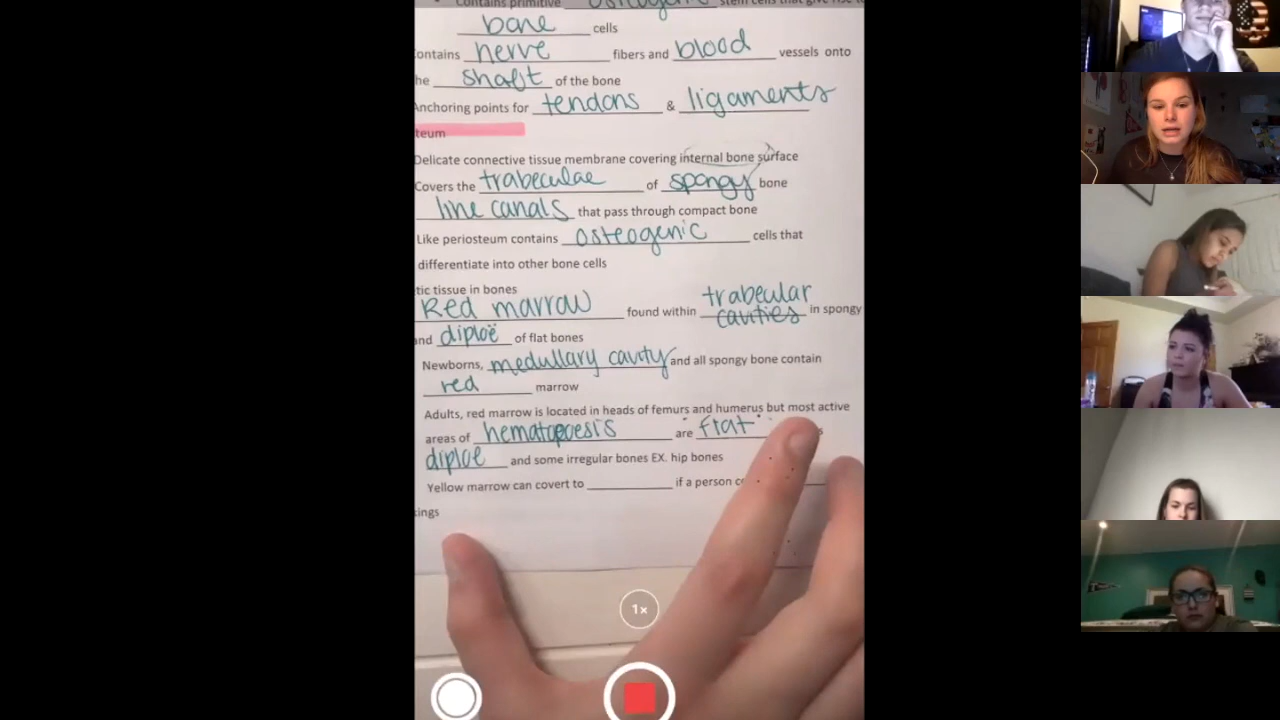 Contains primitive osteogenic stem cells that give rise to
bone cells
ontains nerve fibers and blood vessels onto
he shaft of the bone
Anchoring points for tendons & ligaments
teum
Delicate connective tissue membrane covering internal bone surface
Covers the trabeculae of spongy bone
line canals that pass through compact bone
Like periosteum contains osteogenic cells that
differentiate into other bone cells
tic tissue in bones
Red marrow found within trabecular cavities in spongy
and diploë of flat bones
Newborns, medullary cavity and all spongy bone contain
red marrow
Adults, red marrow is located in heads of femurs and humerus but most active
areas of hematopoesis are flat s
diploe and some irregular bones EX. hip bones
Yellow marrow can covert to if a person c
kings
1x